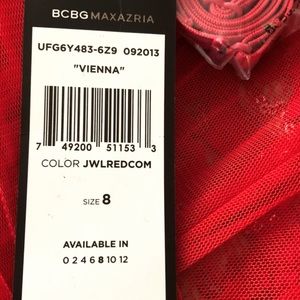 BCBGMAXAZRIA
UFG6Y483-6Z9 092013
"VIENNA"
7 49200 51153 3
COLOR JWLREDCOM
SIZE 8
AVAILABLE IN
0 2 4 6 8 10 12